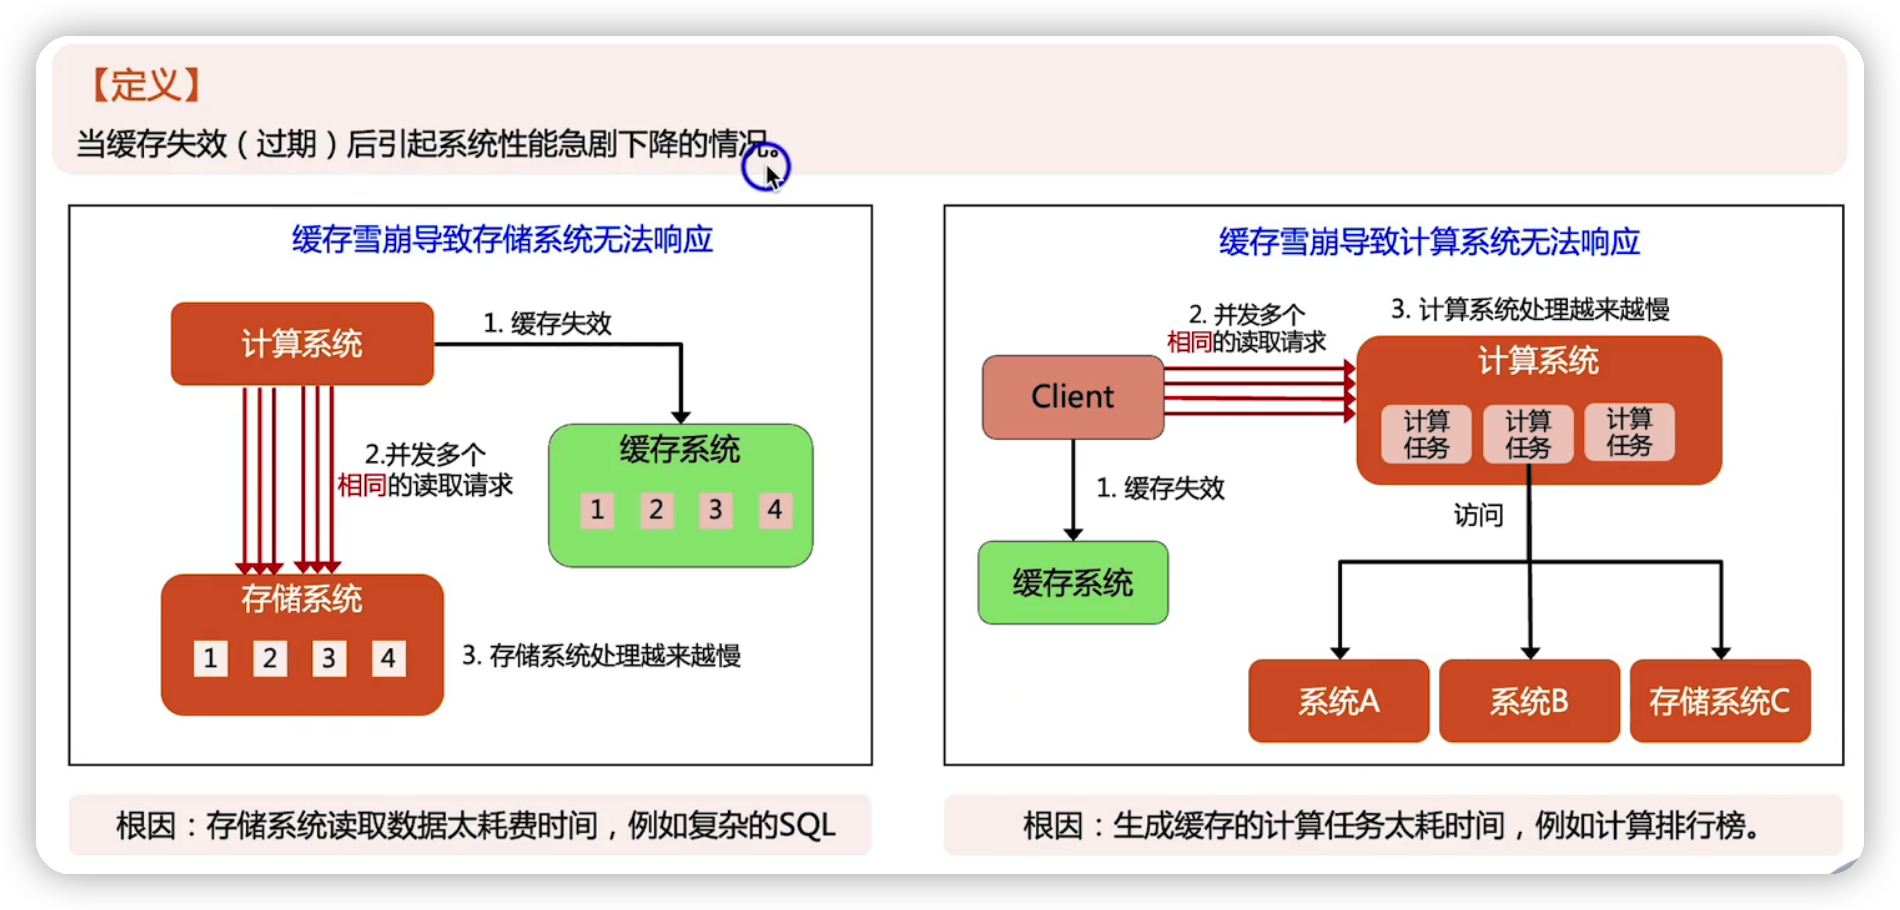 【定义】
当缓存失效（过期）后引起系统性能急剧下降的情况。
缓存雪崩导致存储系统无法响应
计算系统
1. 缓存失效
缓存系统
1 2 3 4
2.并发多个
相同的读取请求
存储系统
1 2 3 4
3. 存储系统处理越来越慢
根因：存储系统读取数据太耗费时间，例如复杂的SQL
缓存雪崩导致计算系统无法响应
2. 并发多个
相同的读取请求
3. 计算系统处理越来越慢
Client
计算系统
计算
任务
计算
任务
计算
任务
1. 缓存失效
访问
缓存系统
系统A
系统B
存储系统C
根因：生成缓存的计算任务太耗时间，例如计算排行榜。